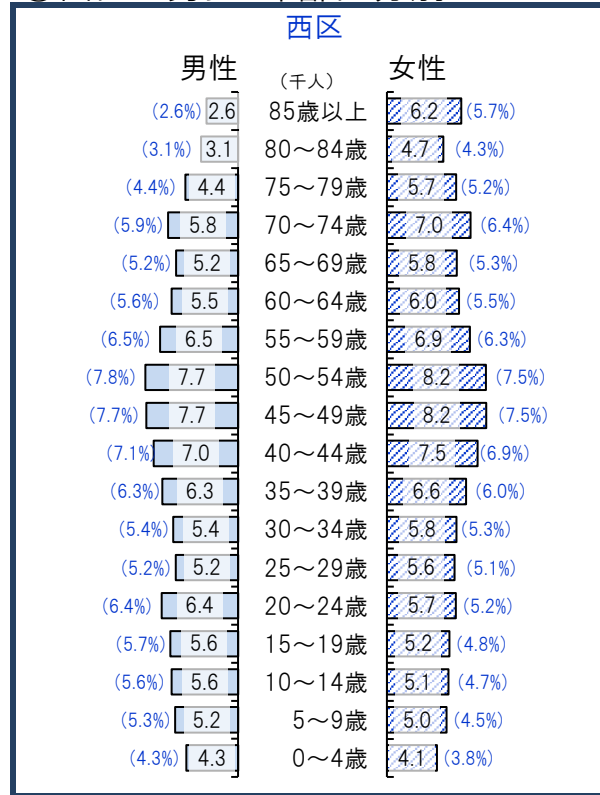 西区
男性 （千人） 女性
(2.6%) 2.6 85歳以上 6.2 (5.7%)
(3.1%) 3.1 80～84歳 4.7 (4.3%)
(4.4%) 4.4 75～79歳 5.7 (5.2%)
(5.9%) 5.8 70～74歳 7.0 (6.4%)
(5.2%) 5.2 65～69歳 5.8 (5.3%)
(5.6%) 5.5 60～64歳 6.0 (5.5%)
(6.5%) 6.5 55～59歳 6.9 (6.3%)
(7.8%) 7.7 50～54歳 8.2 (7.5%)
(7.7%) 7.7 45～49歳 8.2 (7.5%)
(7.1%) 7.0 40～44歳 7.5 (6.9%)
(6.3%) 6.3 35～39歳 6.6 (6.0%)
(5.4%) 5.4 30～34歳 5.8 (5.3%)
(5.2%) 5.2 25～29歳 5.6 (5.1%)
(6.4%) 6.4 20～24歳 5.7 (5.2%)
(5.7%) 5.6 15～19歳 5.2 (4.8%)
(5.6%) 5.6 10～14歳 5.1 (4.7%)
(5.3%) 5.2 5～9歳 5.0 (4.5%)
(4.3%) 4.3 0～4歳 4.1 (3.8%)